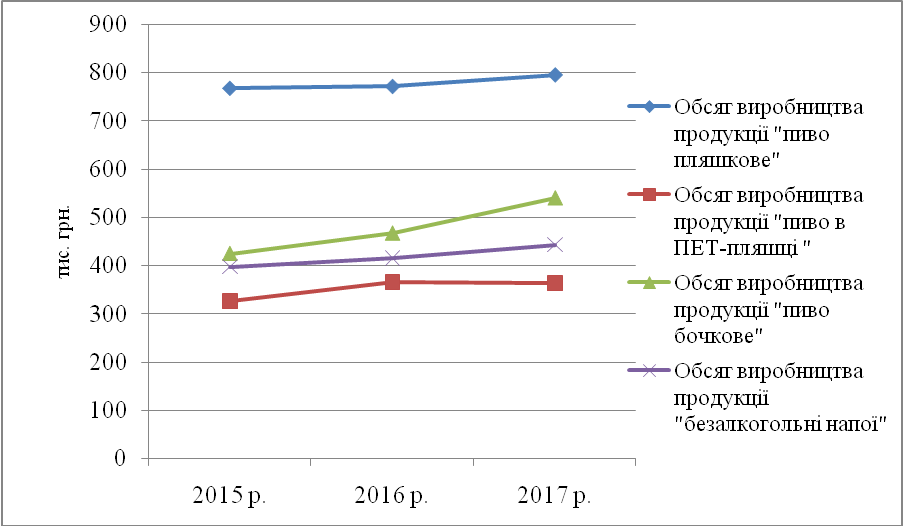 900
800
700
600
500
400
300
200
100
0
тис. грн.
2015 р.
2016 р.
2017 р.
Обсяг виробництва
продукції "пиво
пляшкове"
Обсяг виробництва
продукції "пиво в
ПЕТ-пляшці "
Обсяг виробництва
продукції "пиво
бочкове"
Обсяг виробництва
продукції
"безалкогольні напої"